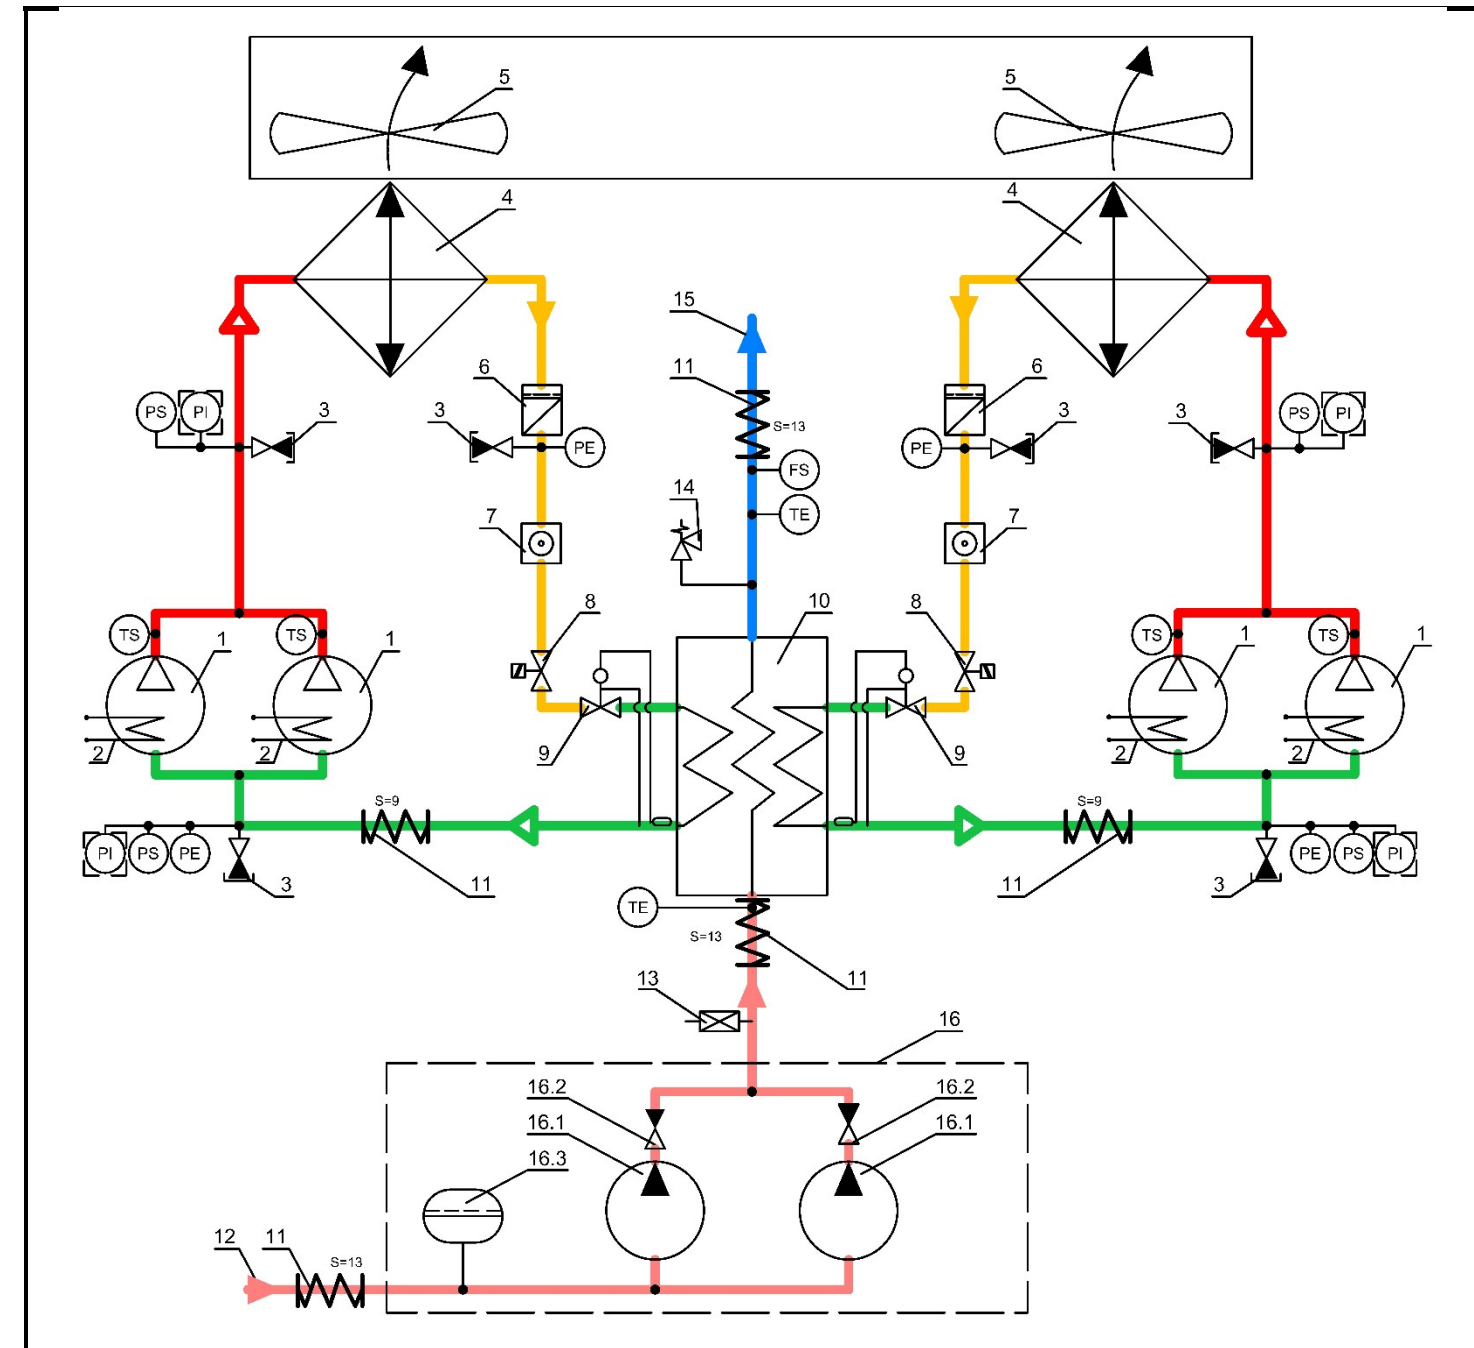 5 5
4 4
15
6 11 6
PS PI 3 3 PE S=13 PE 3 3 PS PI
FS
14
7 TE 7
TS TS 1 1 8 10 8 TS TS 1 1
2 2 9 9 2 2
S=9 S=9
PI PS PE PE PS PI
3 11 11 3
TE S=13
13 11
16
16.2 16.2
16.1 16.1
16.3
12 11 S=13